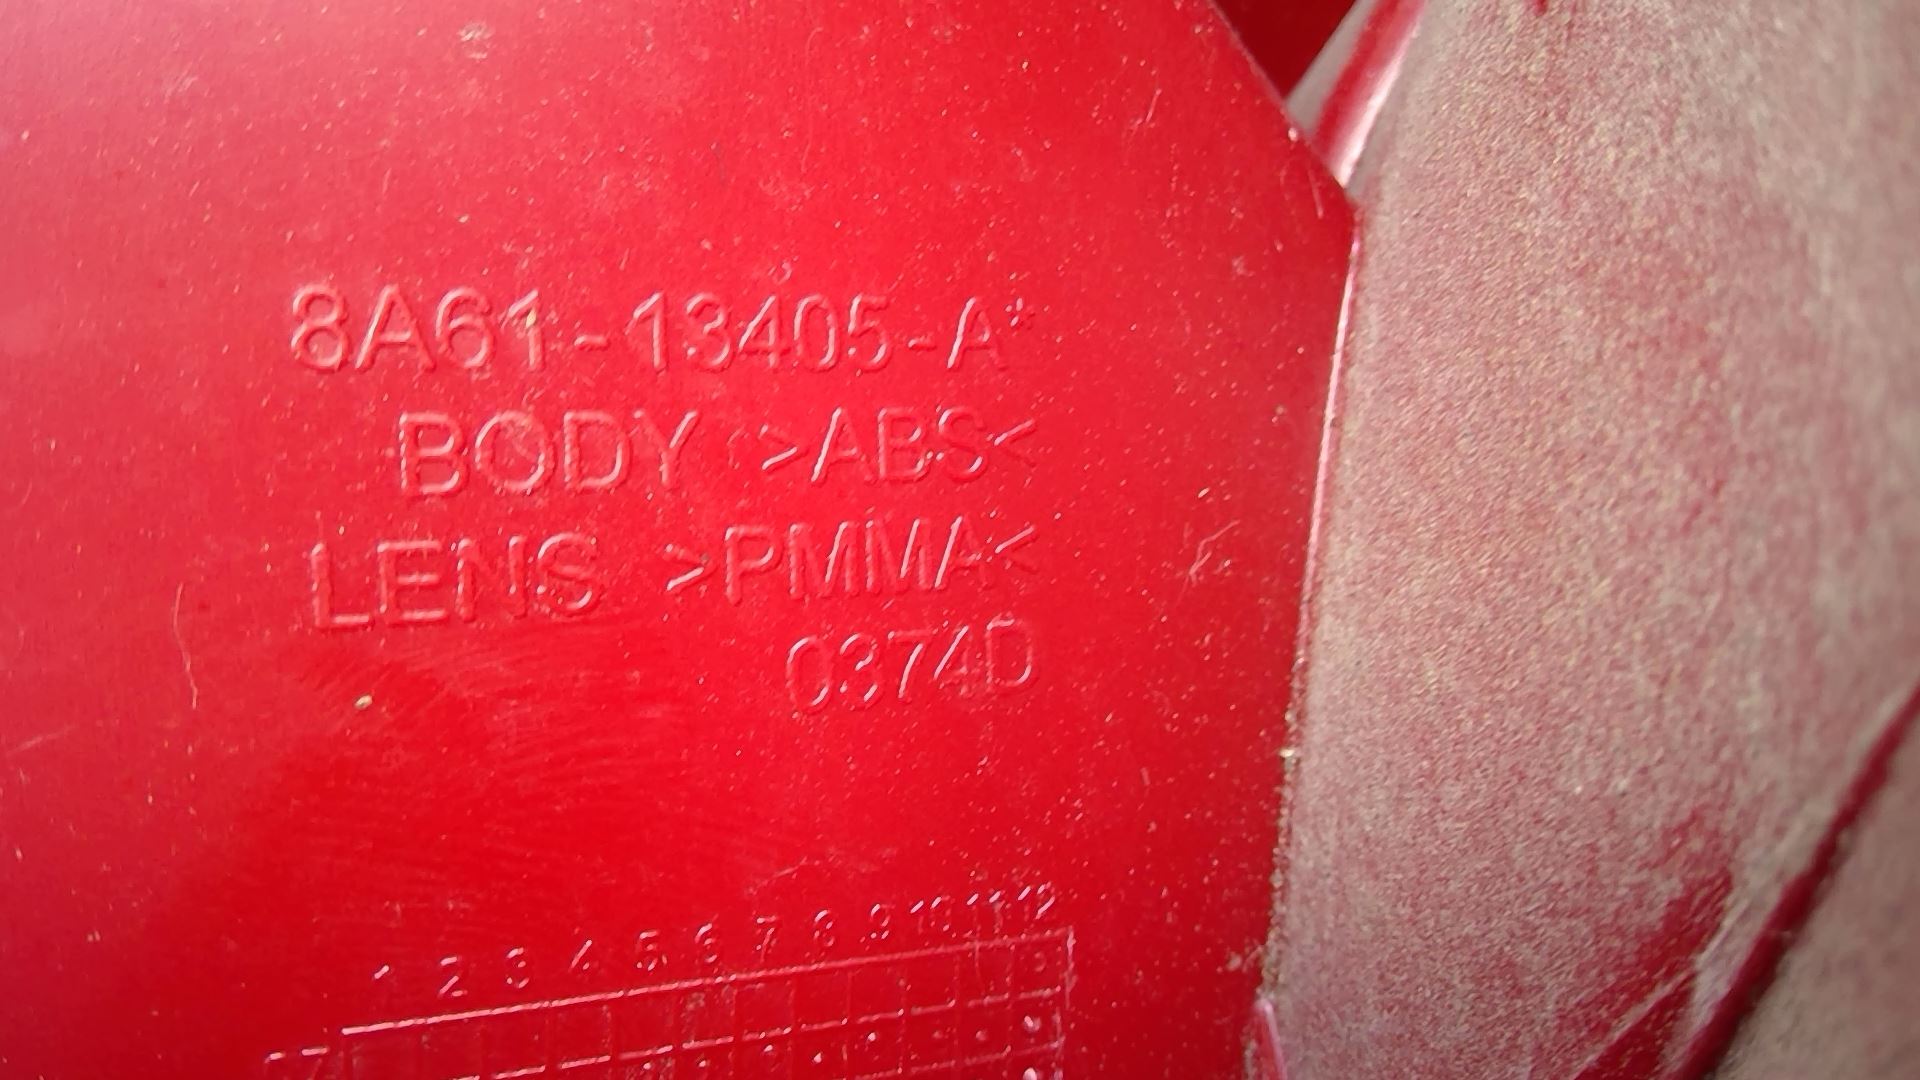 8A61-13405-A*
BODY >ABS<
LENS >PMMA<
0374D
1 2 3 4 5 6 7 8 9 10 11 12
17